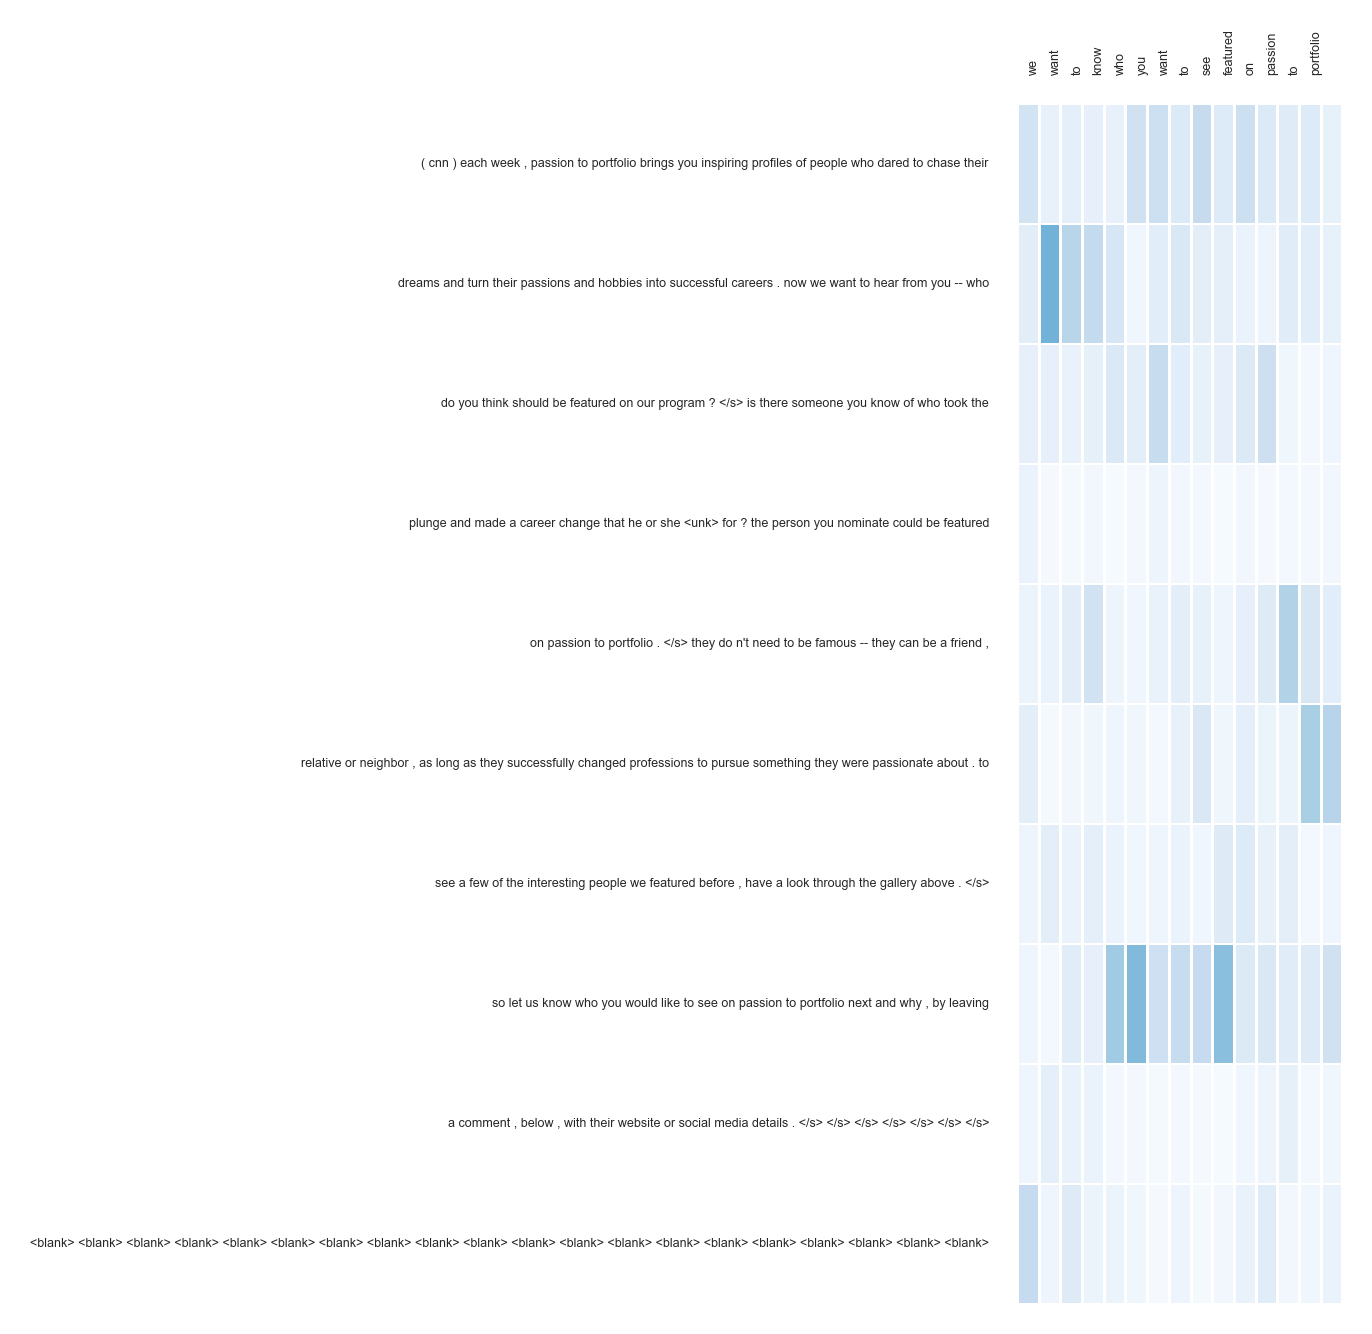 we want to know who you want to see featured on passion to portfolio
( cnn ) each week , passion to portfolio brings you inspiring profiles of people who dared to chase their
dreams and turn their passions and hobbies into successful careers . now we want to hear from you -- who
do you think should be featured on our program ? </s> is there someone you know of who took the
plunge and made a career change that he or she <unk> for ? the person you nominate could be featured
on passion to portfolio . </s> they do n't need to be famous -- they can be a friend ,
relative or neighbor , as long as they successfully changed professions to pursue something they were passionate about . to
see a few of the interesting people we featured before , have a look through the gallery above . </s>
so let us know who you would like to see on passion to portfolio next and why , by leaving
a comment , below , with their website or social media details . </s> </s> </s> </s> </s> </s> </s>
<blank> <blank> <blank> <blank> <blank> <blank> <blank> <blank> <blank> <blank> <blank> <blank> <blank> <blank> <blank> <blank> <blank> <blank> <blank> <blank>